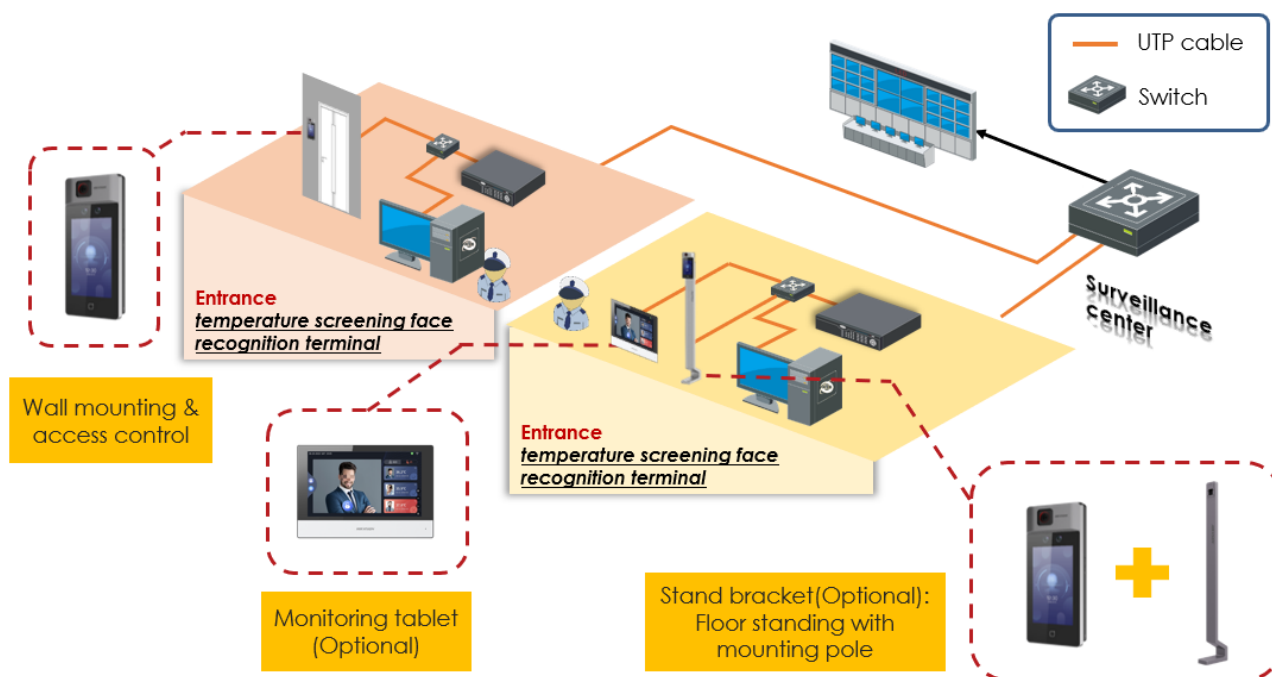 UTP cable
Switch
Surveillance
center
Entrance
temperature screening face
recognition terminal
Wall mounting &
access control
Entrance
temperature screening face
recognition terminal
Monitoring tablet
(Optional)
Stand bracket(Optional):
Floor standing with
mounting pole